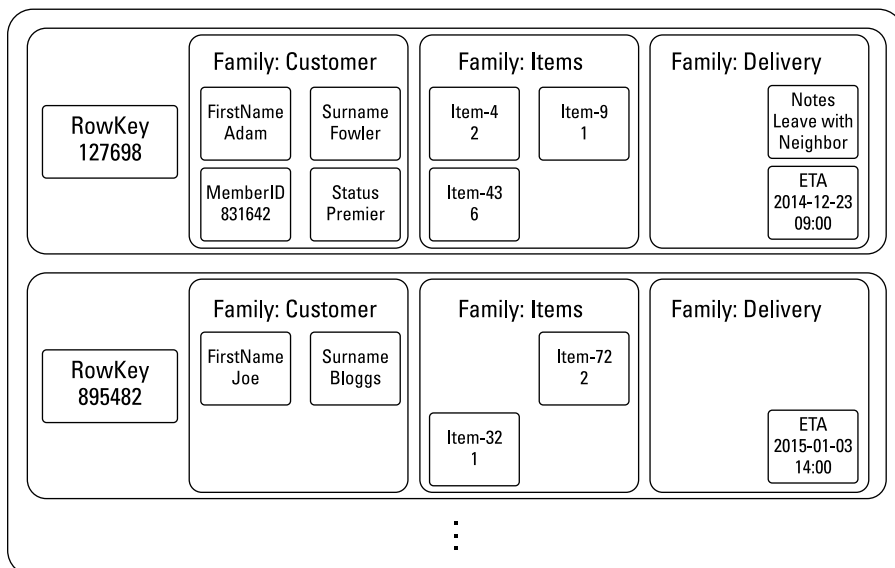 Family: Customer
Family: Items
Family: Delivery
RowKey
127698
FirstName
Adam
Surname
Fowler
MemberID
831642
Status
Premier
Item-4
2
Item-9
1
Item-43
6
Notes
Leave with
Neighbor
ETA
2014-12-23
09:00
Family: Customer
Family: Items
Family: Delivery
RowKey
895482
FirstName
Joe
Surname
Bloggs
Item-72
2
Item-32
1
ETA
2015-01-03
14:00